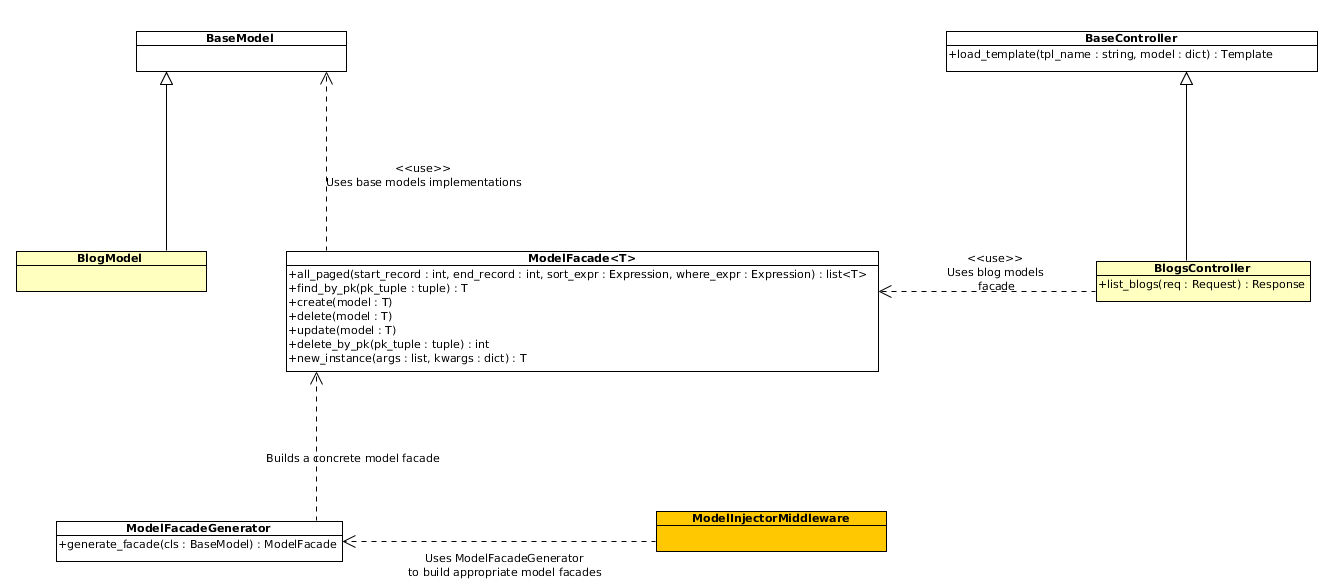 BaseModel
BaseController
+load_template(tpl_name : string, model : dict) : Template
<<use>>
Uses base models implementations
BlogModel
ModelFacade<T>
+all_paged(start_record : int, end_record : int, sort_expr : Expression, where_expr : Expression) : list<T>
+find_by_pk(pk_tuple : tuple) : T
+create(model : T)
+delete(model : T)
+update(model : T)
+delete_by_pk(pk_tuple : tuple) : int
+new_instance(args : list, kwargs : dict) : T
<<use>>
Uses blog models
facade
BlogsController
+list_blogs(req : Request) : Response
Builds a concrete model facade
ModelFacadeGenerator
+generate_facade(cls : BaseModel) : ModelFacade
ModelInjectorMiddleware
Uses ModelFacadeGenerator
to build appropriate model facades